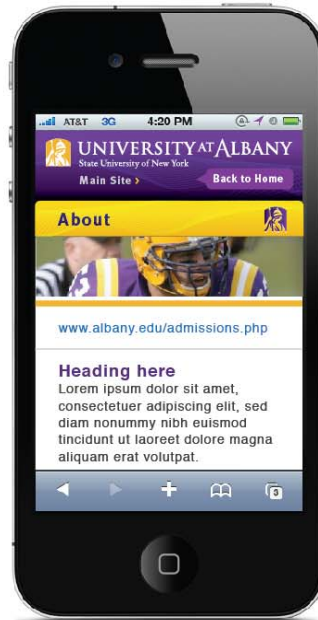 AT&T 3G 4:20 PM
UNIVERSITY AT ALBANY
State University of New York
Main Site › Back to Home
About
www.albany.edu/admissions.php
Heading here
Lorem ipsum dolor sit amet,
consectetuer adipiscing elit, sed
diam nonummy nibh euismod
tincidunt ut laoreet dolore magna
aliquam erat volutpat.
3